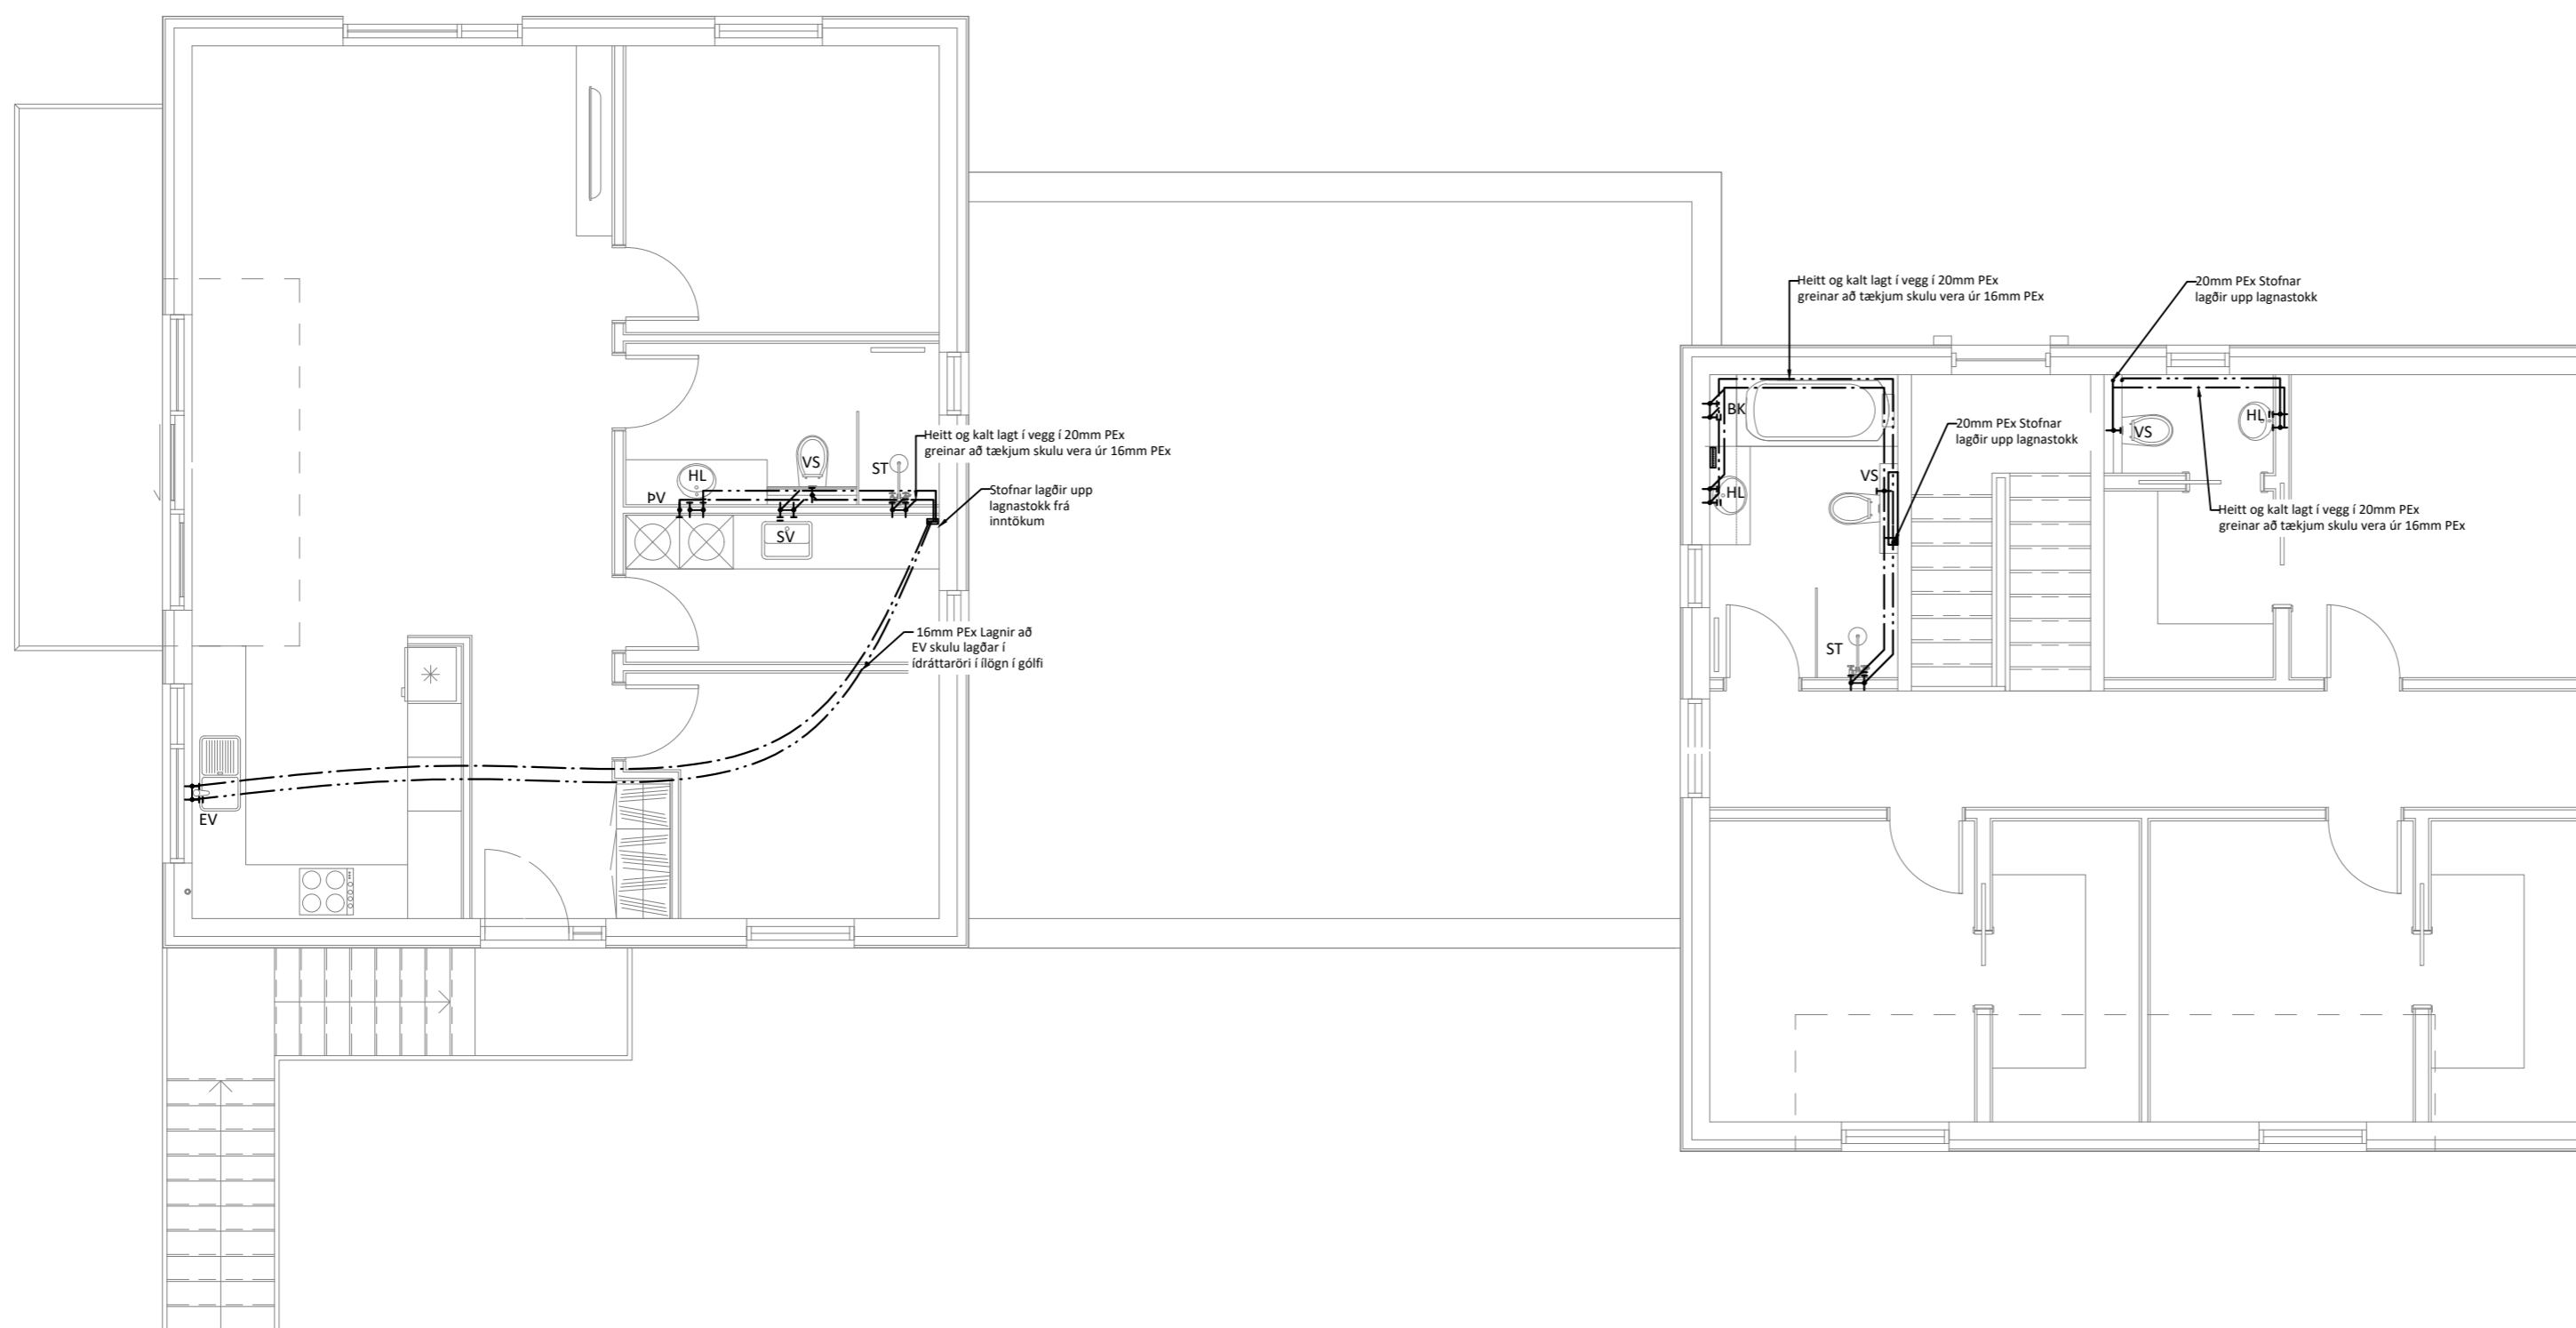 Heitt og kalt lagt í vegg í 20mm PEx
greinar að tækjum skulu vera úr 16mm PEx
20mm PEx Stofnar
lagðir upp lagnastokk
BK
HL
VS
20mm PEx Stofnar
lagðir upp lagnastokk
Heitt og kalt lagt í vegg í 20mm PEx
greinar að tækjum skulu vera úr 16mm PEx
VS
ST
HL
VS
HL
ÞV
Stofnar lagðir upp
lagnastokk frá
inntökum
Heitt og kalt lagt í vegg í 20mm PEx
greinar að tækjum skulu vera úr 16mm PEx
SV
16mm PEx Lagnir að
EV skulu lagðar í
ídráttaröri í ílögn í gólfi
ST
EV